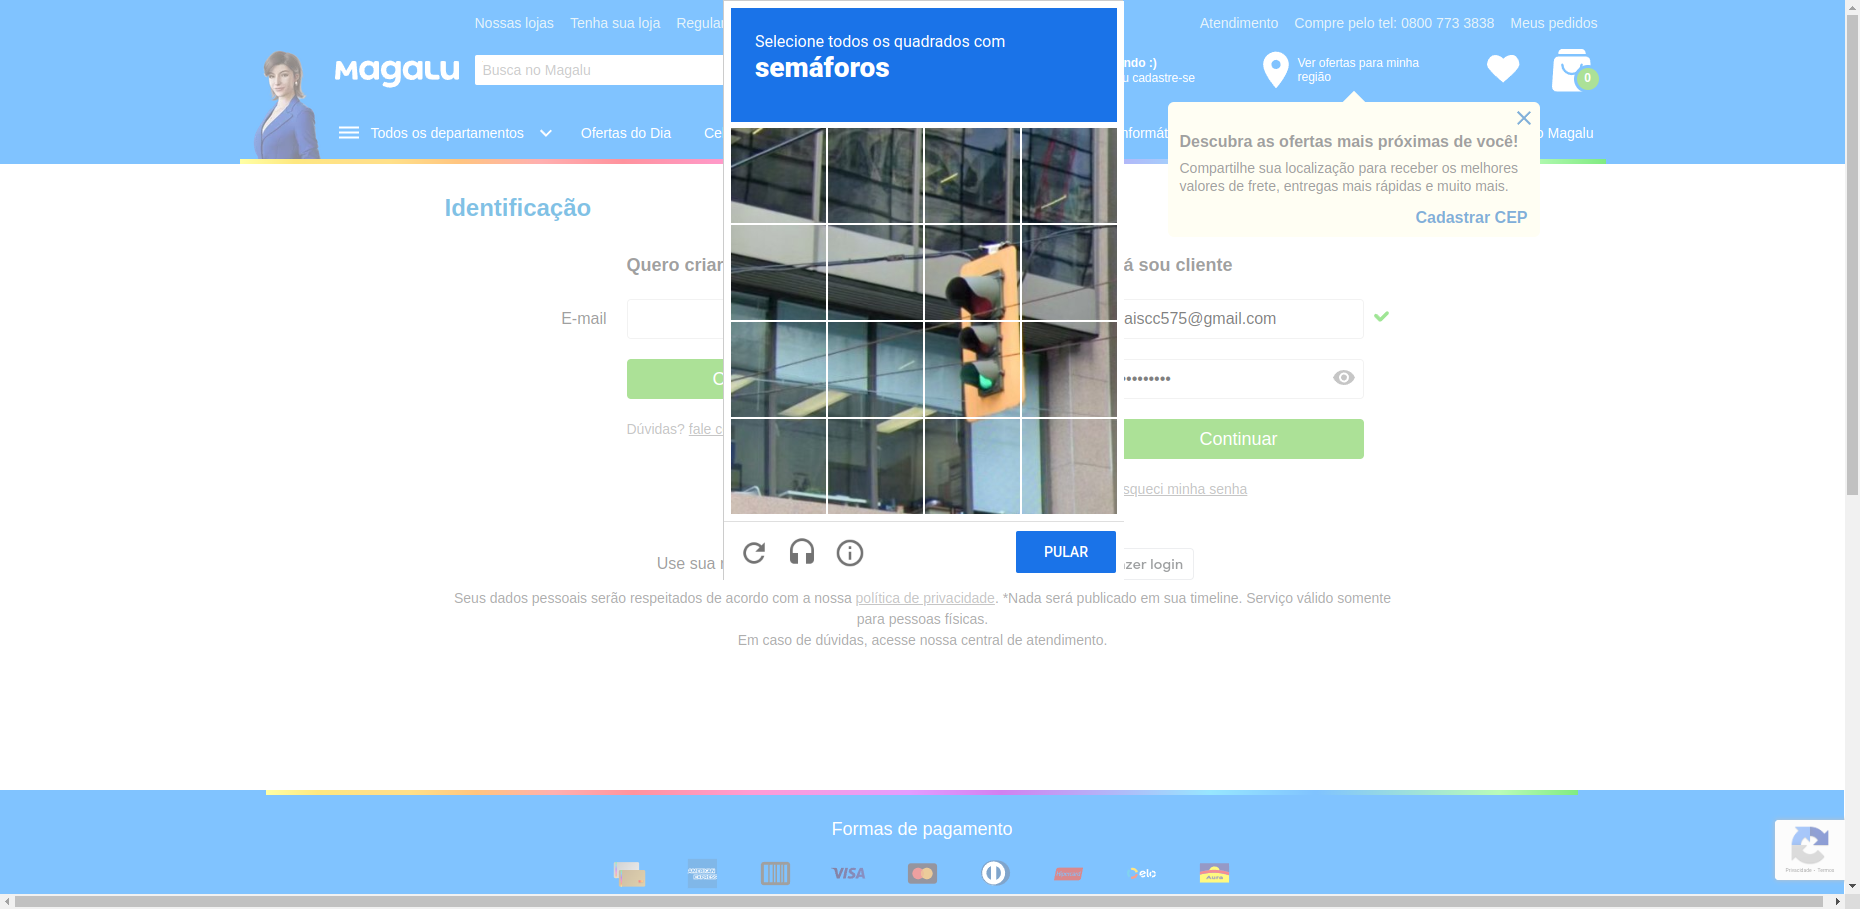 Nossas lojas Tenha sua loja Regular
Atendimento Compre pelo tel: 0800 773 3838 Meus pedidos
Selecione todos os quadrados com
semáforos
Magalu
Busca no Magalu
ndo :)
cadastre-se
Ver ofertas para minha
região
0
Todos os departamentos Ofertas do Dia Ce
nformát
Magalu
Descubra as ofertas mais próximas de você!
Compartilhe sua localização para receber os melhores
valores de frete, entregas mais rápidas e muito mais.
Cadastrar CEP
Identificação
Quero criar
á sou cliente
E-mail
aiscc575@gmail.com
C
•••••••••
Dúvidas? fale c
Continuar
squeci minha senha
PULAR
Use sua
zer login
Seus dados pessoais serão respeitados de acordo com a nossa política de privacidade. *Nada será publicado em sua timeline. Serviço válido somente
para pessoas físicas.
Em caso de dúvidas, acesse nossa central de atendimento.
Formas de pagamento
AMERICAN EXPRESS
VISA
elo
Aura
Privacidade - Termos